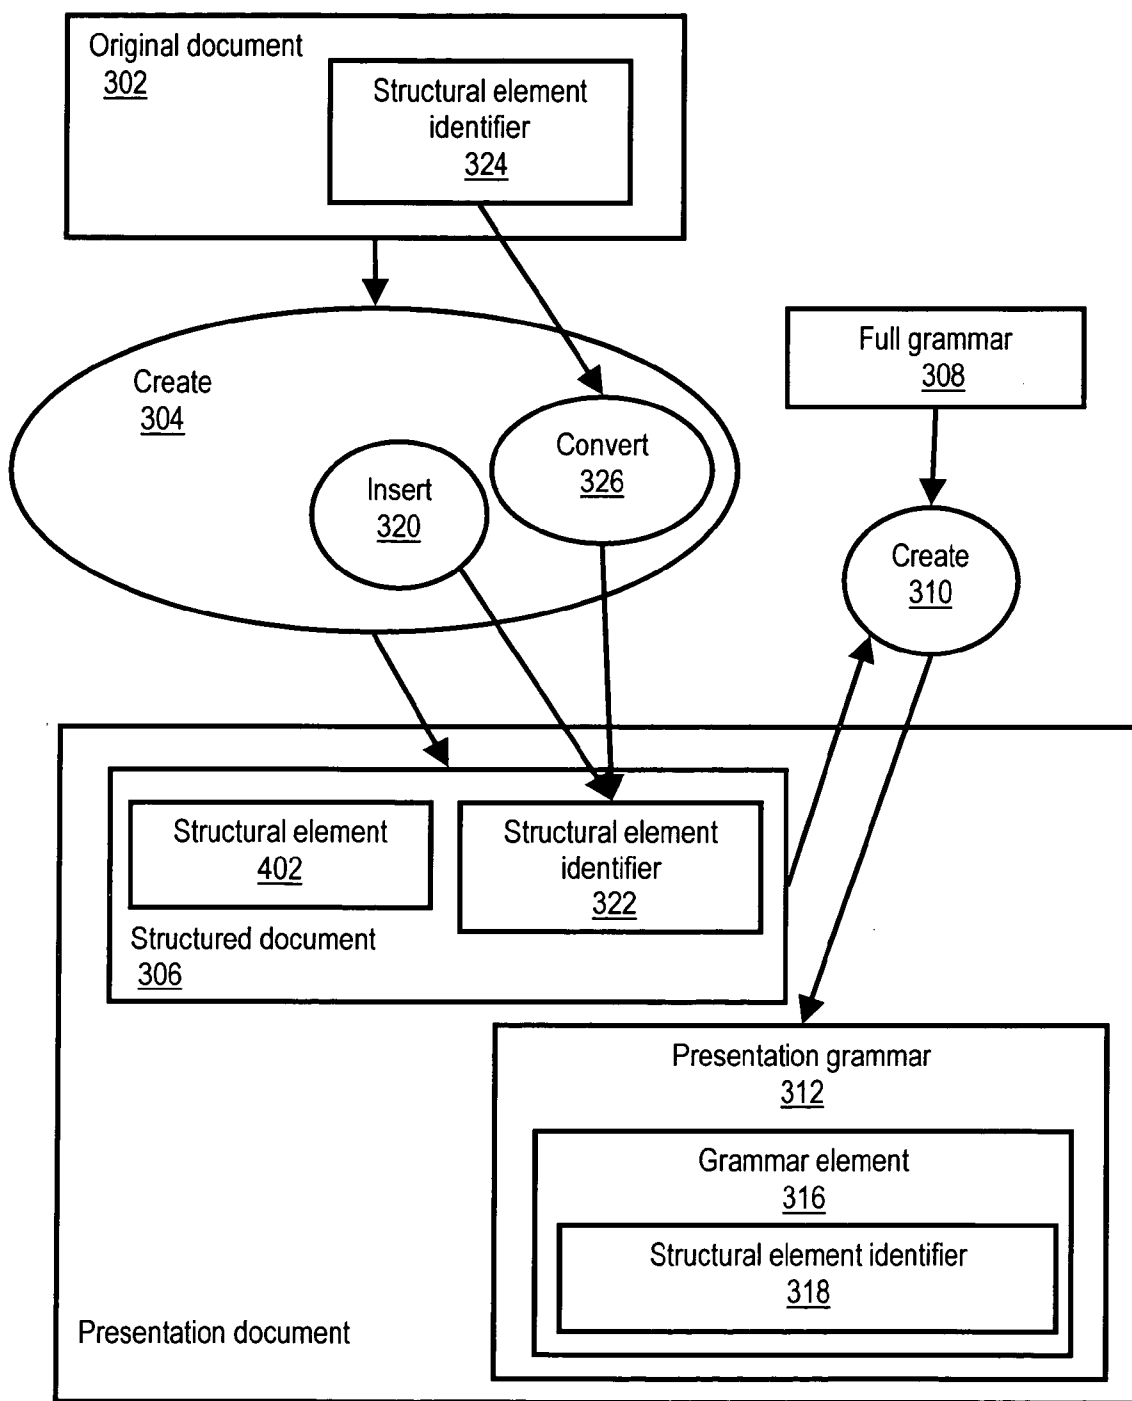 Original document
302
Structural element
identifier
324
Create
304
Insert
320
Convert
326
Full grammar
308
Create
310
Structural element
402
Structural element
identifier
322
Structured document
306
Presentation grammar
312
Grammar element
316
Structural element identifier
318
Presentation document